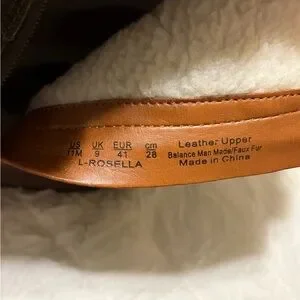 US UK EUR cm
11M 9 41 28
L-ROSELLA
Leather Upper
Balance Man Made/Faux Fur
Made in China